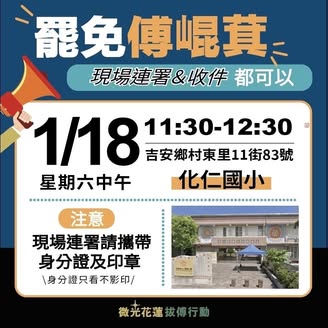 罷免傅崐萁
現場連署&收件 都可以
1/18
星期六中午
11:30-12:30
吉安鄉村東里11街83號
化仁國小
注意
現場連署請攜帶
身分證及印章
\身分證只看不影印/
微光花蓮拔傅行動